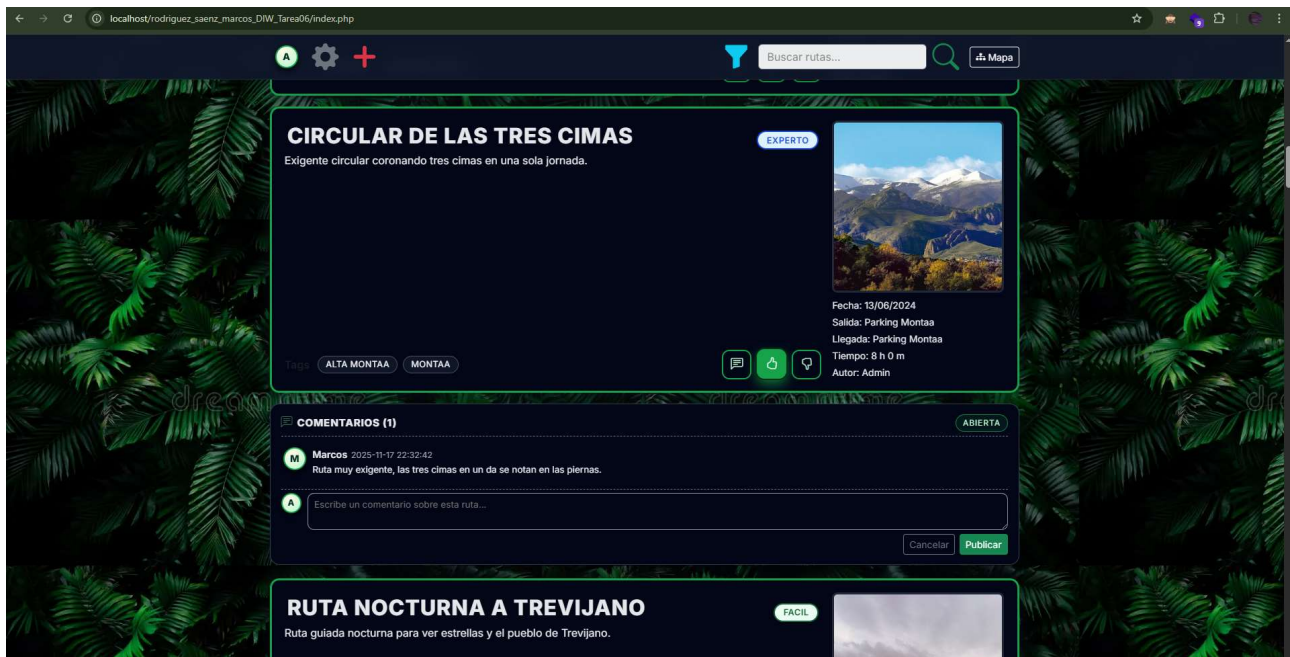 localhost/rodriguez_saenz_marcos_DIW_Tarea06/index.php
9
A
Buscar rutas...
Mapa
CIRCULAR DE LAS TRES CIMAS
EXPERTO
Exigente circular coronando tres cimas en una sola jornada.
Fecha: 13/06/2024
Salida: Parking Montaa
Llegada: Parking Montaa
Tiempo: 8 h 0 m
Autor: Admin
Tags ALTA MONTAA MONTAA
dreamstime
COMENTARIOS (1)
ABIERTA
M
Marcos 2025-11-17 22:32:42
Ruta muy exigente, las tres cimas en un da se notan en las piernas.
A
Escribe un comentario sobre esta ruta...
Cancelar Publicar
RUTA NOCTURNA A TREVIJANO
FACIL
Ruta guiada nocturna para ver estrellas y el pueblo de Trevijano.